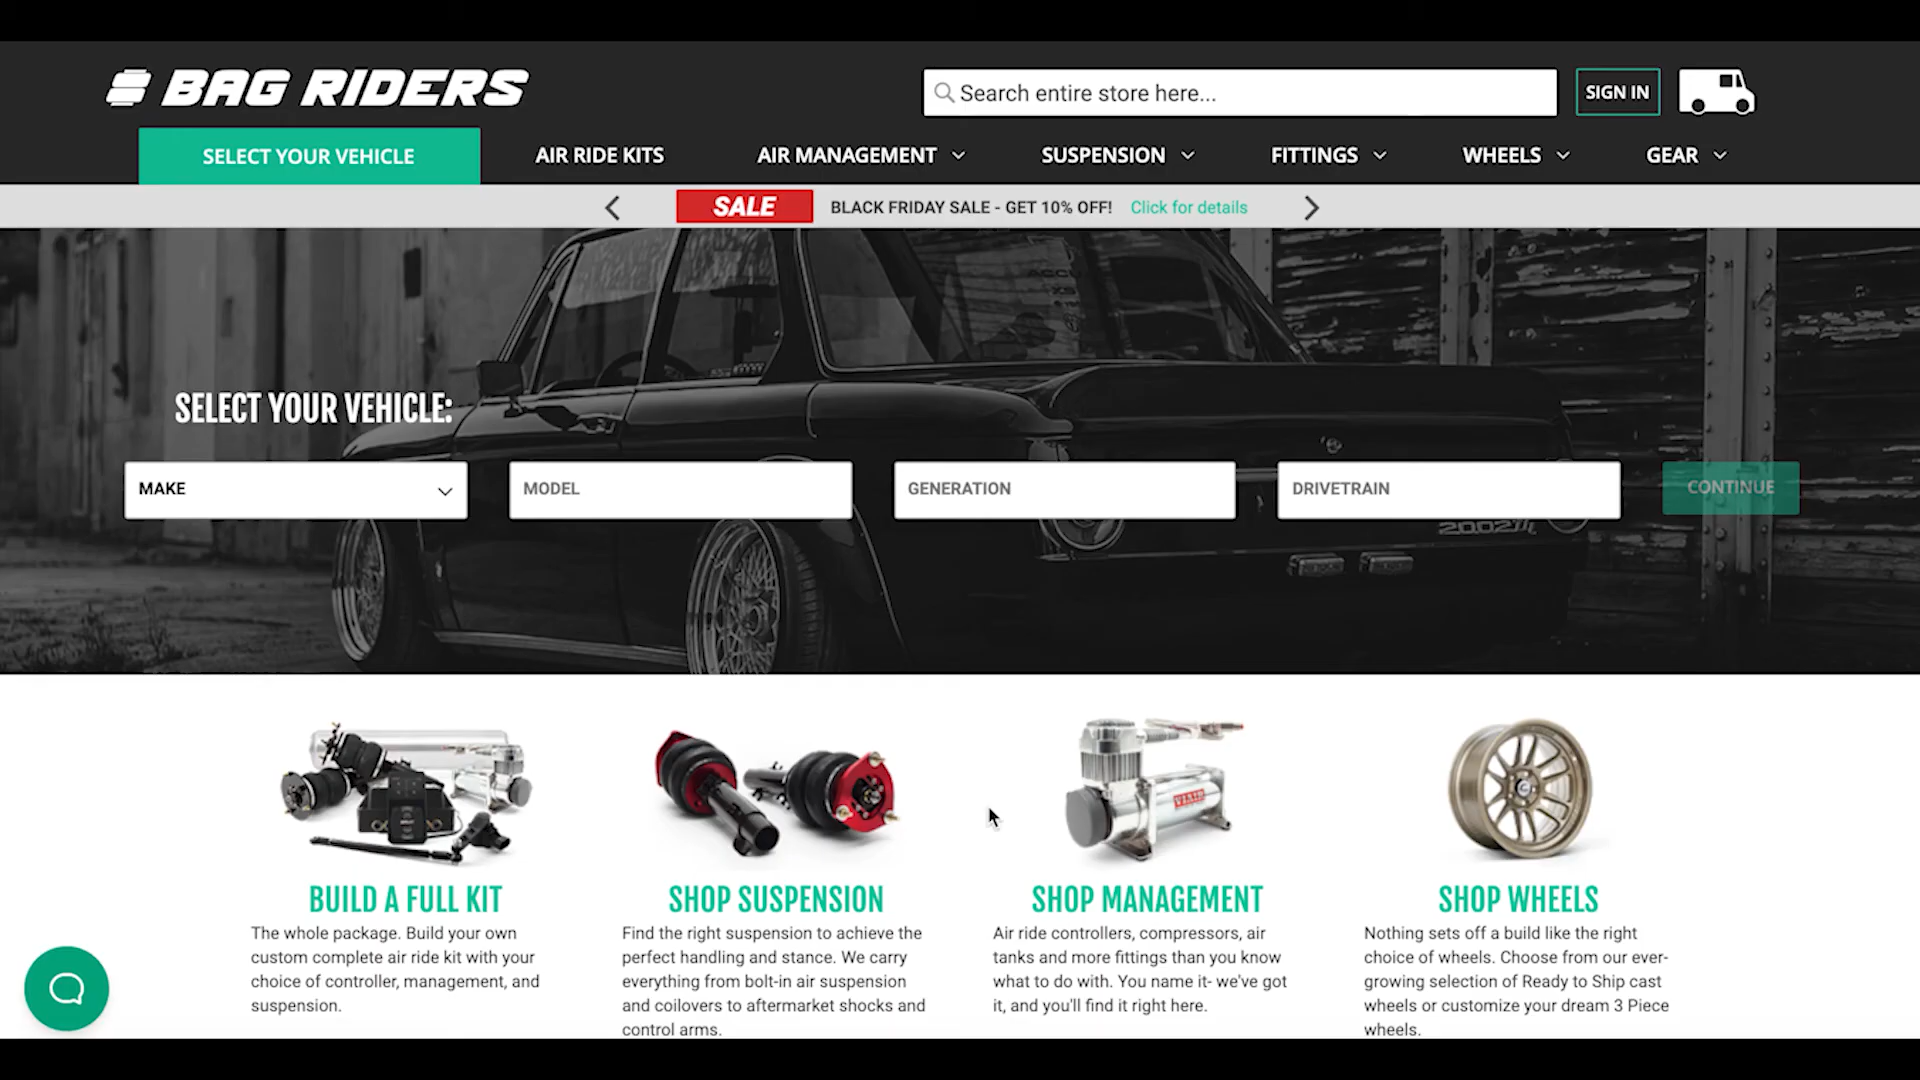 BAG RIDERS
Search entire store here...
SIGN IN
SELECT YOUR VEHICLE
AIR RIDE KITS
AIR MANAGEMENT
SUSPENSION
FITTINGS
WHEELS
GEAR
SALE
BLACK FRIDAY SALE - GET 10% OFF!
Click for details
SELECT YOUR VEHICLE:
MAKE
MODEL
GENERATION
DRIVETRAIN
CONTINUE
2002tii
VIAIR
BUILD A FULL KIT
The whole package. Build your own
custom complete air ride kit with your
choice of controller, management, and
suspension.
SHOP SUSPENSION
Find the right suspension to achieve the
perfect handling and stance. We carry
everything from bolt-in air suspension
and coilovers to aftermarket shocks and
control arms.
SHOP MANAGEMENT
Air ride controllers, compressors, air
tanks and more fittings than you know
what to do with. You name it- we've got
it, and you'll find it right here.
SHOP WHEELS
Nothing sets off a build like the right
choice of wheels. Choose from our ever-
growing selection of Ready to Ship cast
wheels or customize your dream 3 Piece
wheels.